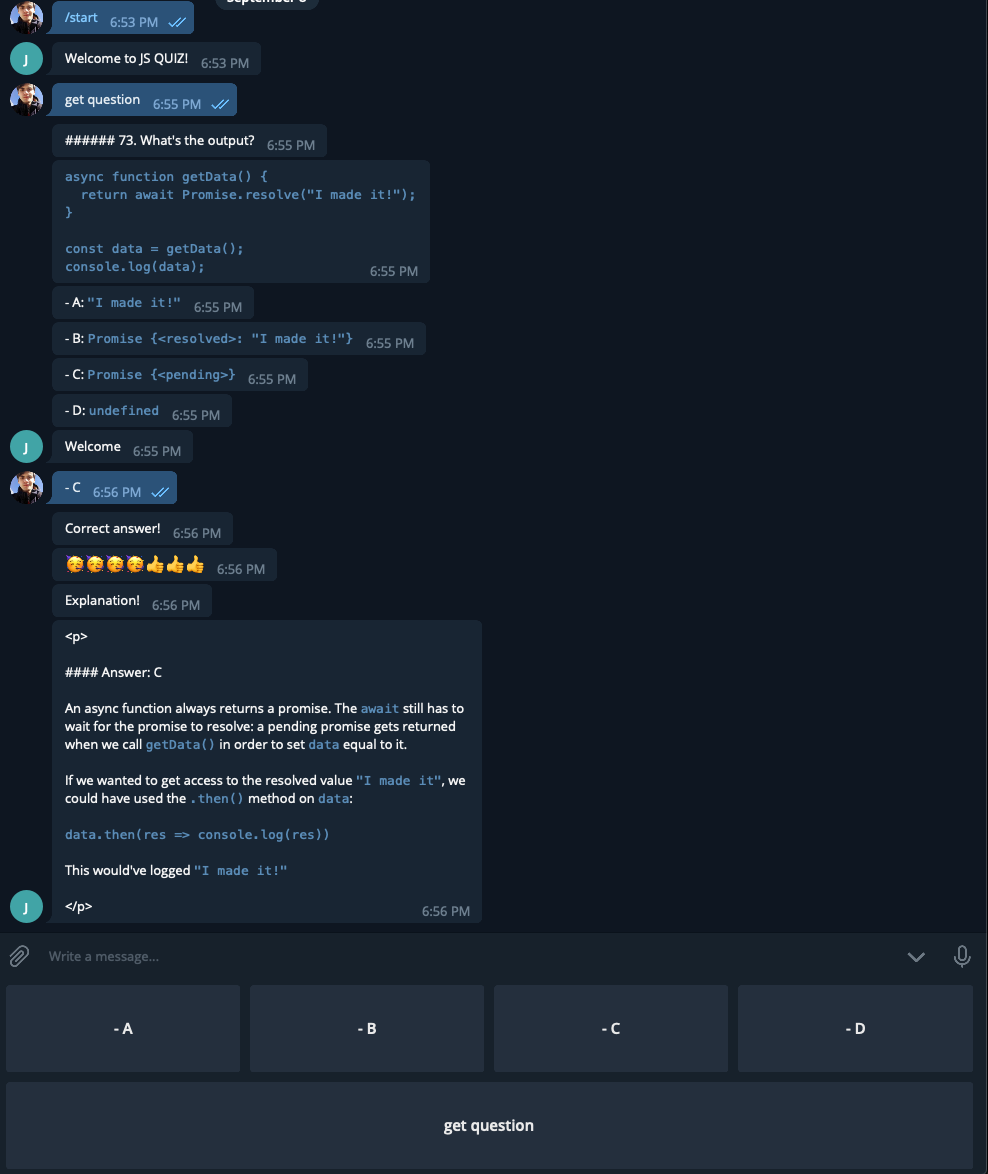 September 8
/start 6:53 PM
J
Welcome to JS QUIZ! 6:53 PM
get question 6:55 PM
###### 73. What's the output? 6:55 PM
async function getData() {
  return await Promise.resolve("I made it!");
}
const data = getData();
console.log(data);
6:55 PM
- A: "I made it!" 6:55 PM
- B: Promise {<resolved>: "I made it!"} 6:55 PM
- C: Promise {<pending>} 6:55 PM
- D: undefined 6:55 PM
J
Welcome 6:55 PM
- C 6:56 PM
Correct answer! 6:56 PM
🥳🥳🥳🥳👍👍👍 6:56 PM
Explanation! 6:56 PM
<p>
#### Answer: C
An async function always returns a promise. The await still has to
wait for the promise to resolve: a pending promise gets returned
when we call getData() in order to set data equal to it.
If we wanted to get access to the resolved value "I made it", we
could have used the .then() method on data:
data.then(res => console.log(res))
This would've logged "I made it!"
J
</p>
6:56 PM
Write a message...
- A
- B
- C
- D
get question